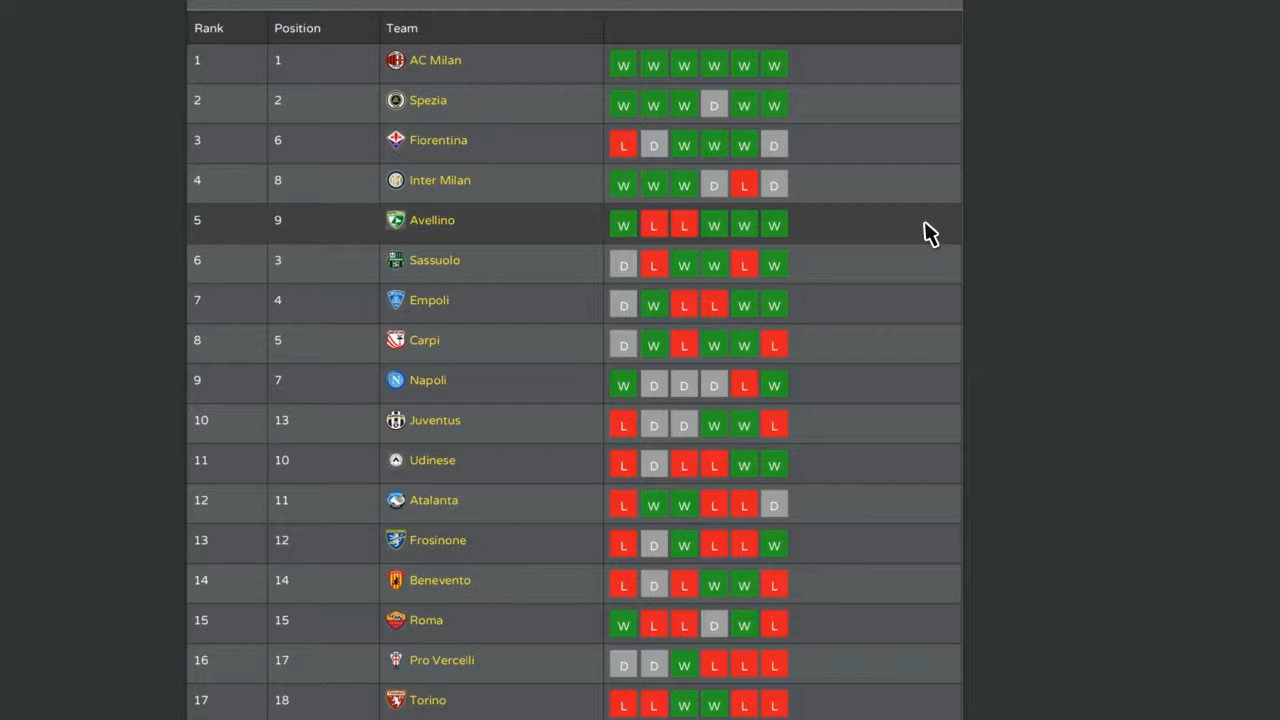 Rank Position Team
1 1 AC Milan W W W W W W
2 2 Spezia W W W D W W
3 6 Fiorentina L D W W W D
4 8 Inter Milan W W W D L D
5 9 Avellino W L L W W W
6 3 Sassuolo D L W W L W
7 4 Empoli D W L L W W
8 5 Carpi D W L W W L
9 7 Napoli W D D D L W
10 13 Juventus L D D W W L
11 10 Udinese L D L L W W
12 11 Atalanta L W W L L D
13 12 Frosinone L D W L L W
14 14 Benevento L D L W W L
15 15 Roma W L L D W L
16 17 Pro Vercelli D D W L L L
17 18 Torino L L W W L L